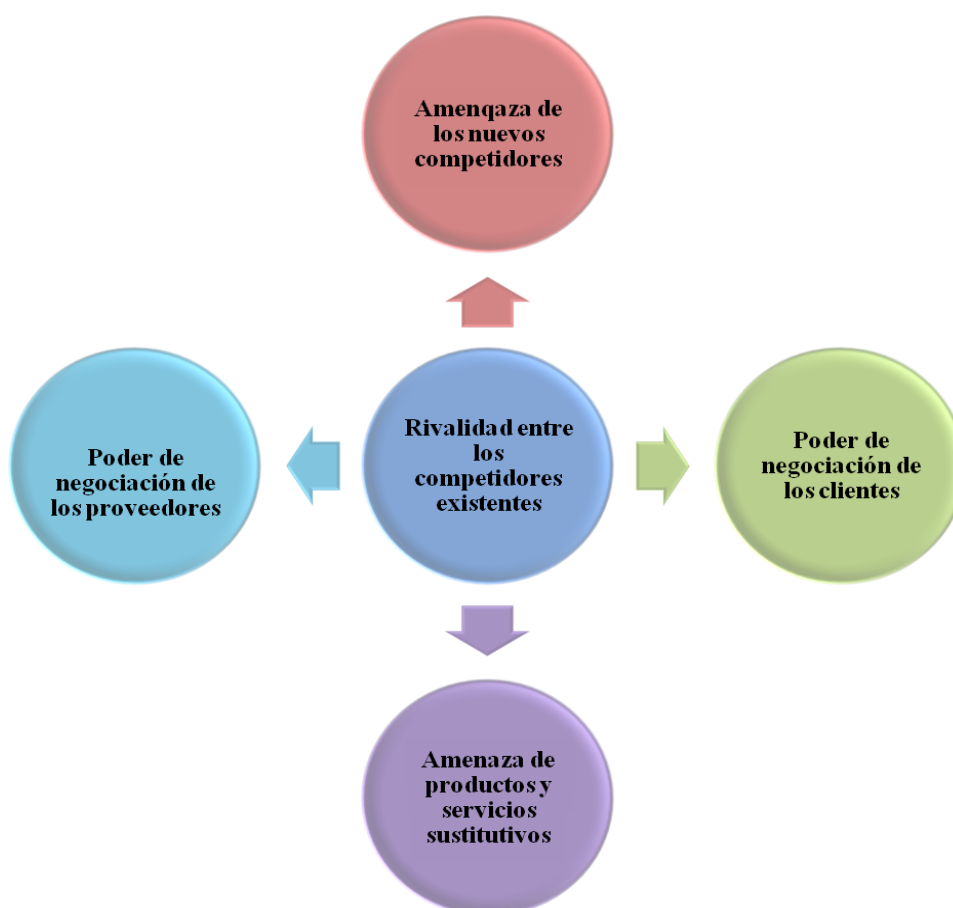 Amenqaza de
los nuevos
competidores
Poder de
negociación de
los proveedores
Rivalidad entre
los
competidores
existentes
Poder de
negociación de
los clientes
Amenaza de
productos y
servicios
sustitutivos